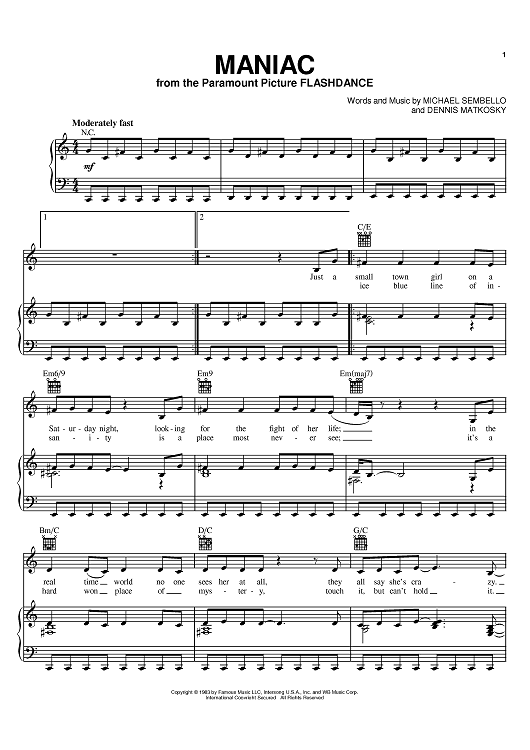 1
MANIAC
from the Paramount Picture FLASHDANCE
Words and Music by MICHAEL SEMBELLO
and DENNIS MATKOSKY
Moderately fast
N.C.
mf
1 2
C/E
Just a small town girl on a
ice blue line of in-
Em6/9 Em9 Em(maj7)
Sat - ur-day night, look-ing for the fight of her life; in the
san - i - ty is a place most nev - er see; it's a
Bm/C D/C G/C
real time world no one sees her at all, they all say she's cra - zy.
hard won place of mys - ter - y, touch it, but can't hold it.
Copyright © 1983 by Famous Music LLC, Intersong U.S.A., Inc. and WB Music Corp.
International Copyright Secured All Rights Reserved